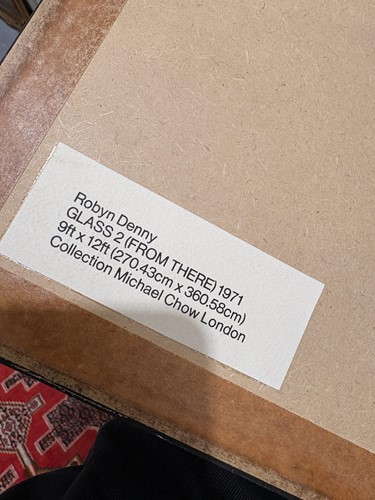 Robyn Denny
GLASS 2 (FROM THERE) 1971
9ft x 12ft (270.43cm x 360.58cm)
Collection Michael Chow London